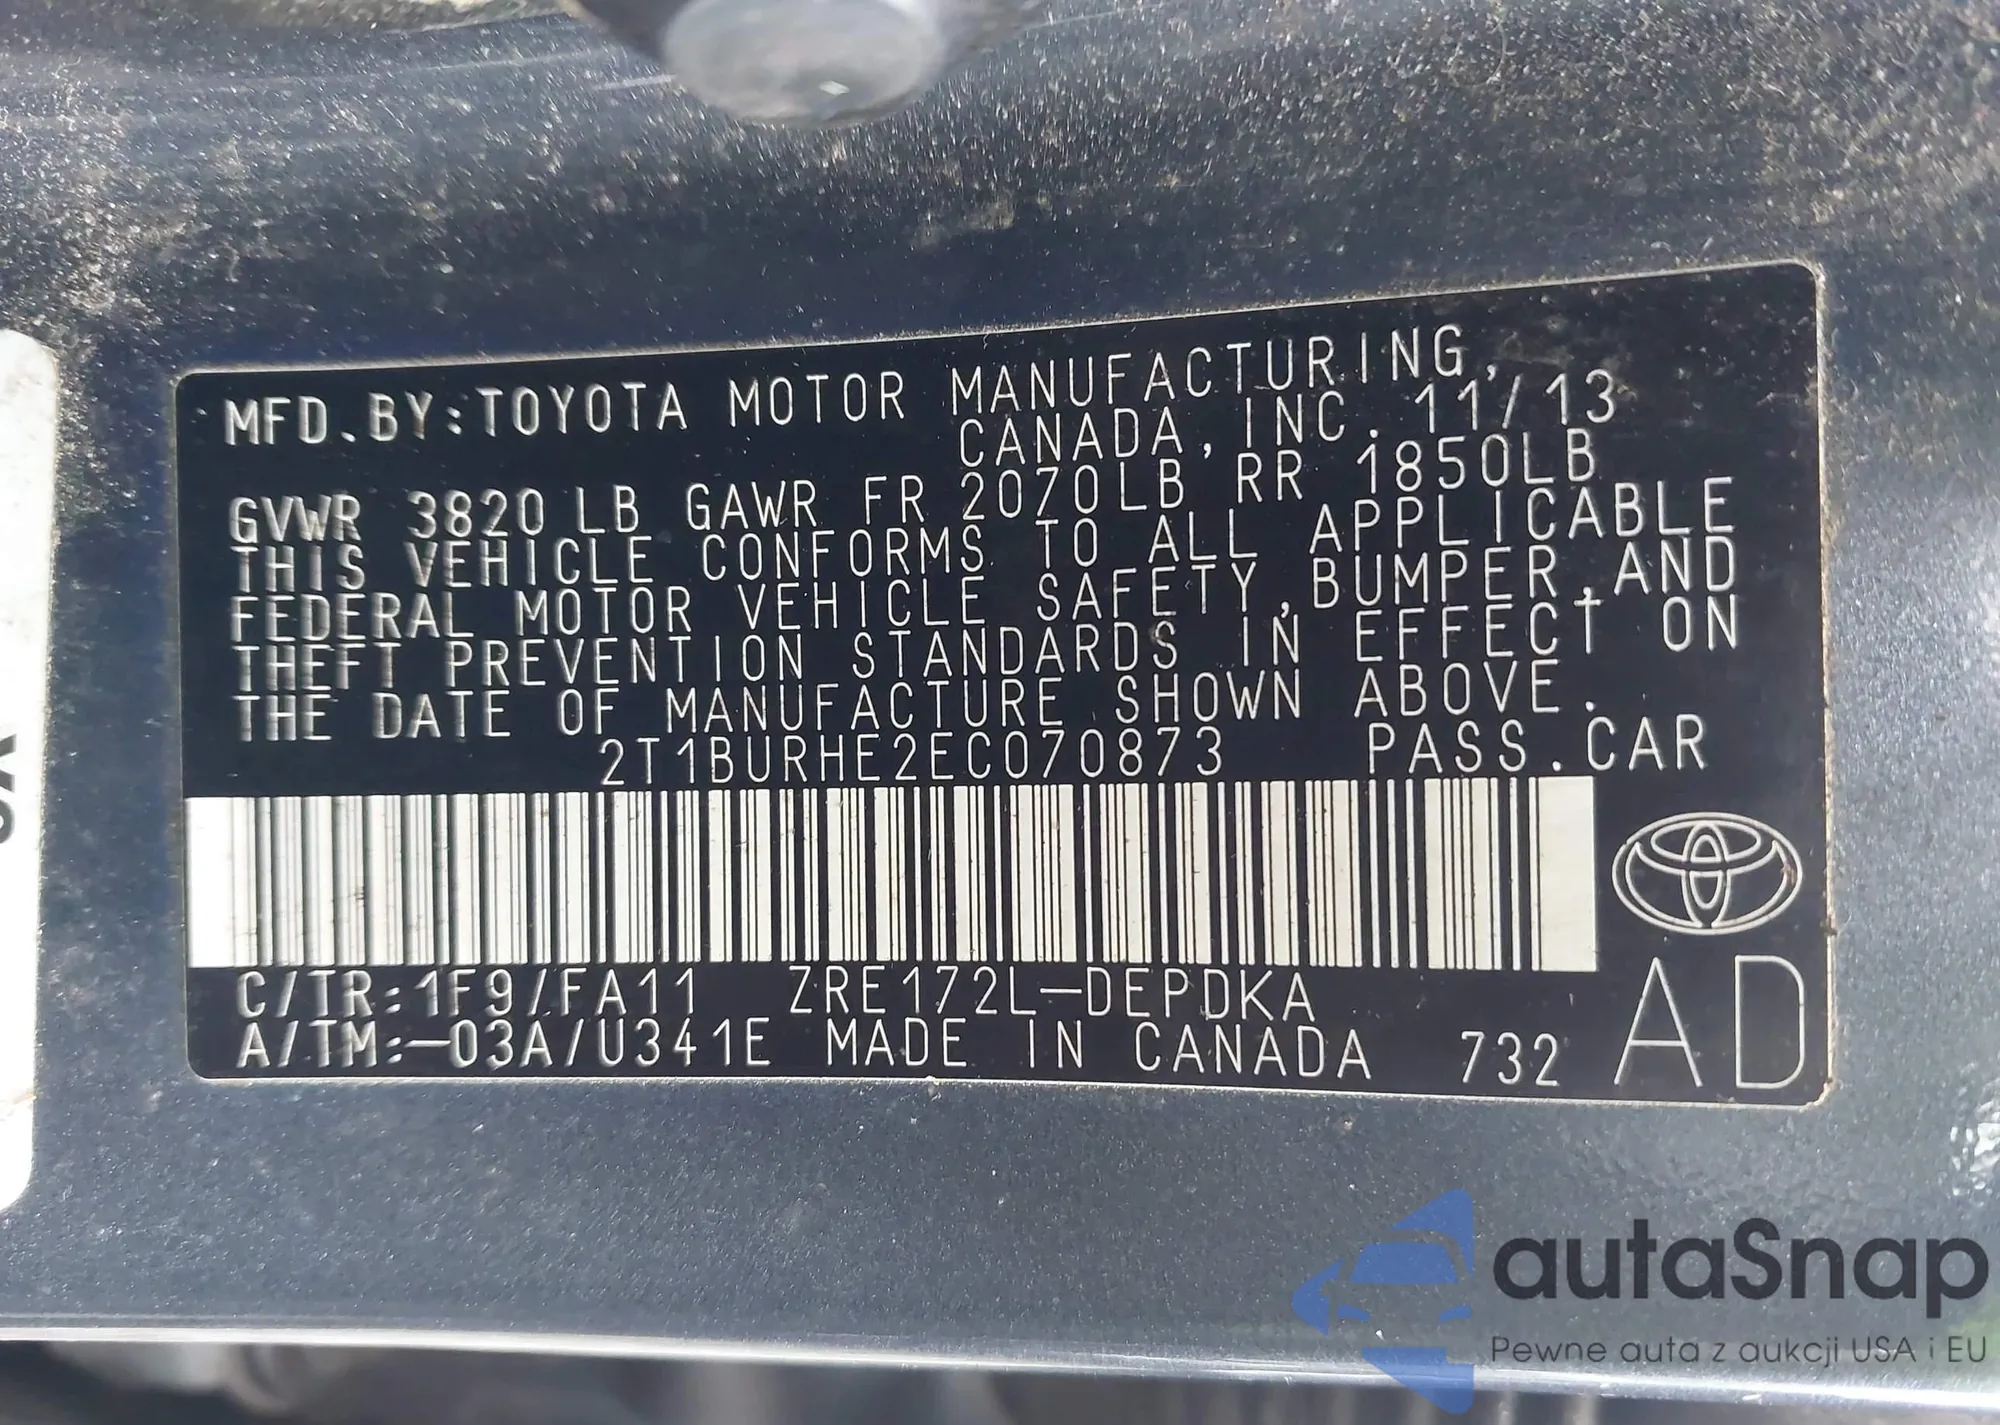 MFD.BY:TOYOTA MOTOR MANUFACTURING,
CANADA, INC. 11/13
GVWR 3820LB GAWR FR 2070LB RR 1850LB
THIS VEHICLE CONFORMS TO ALL APPLICABLE
FEDERAL MOTOR VEHICLE SAFETY,BUMPER,AND
THEFT PREVENTION STANDARDS IN EFFECT ON
THE DATE OF MANUFACTURE SHOWN ABOVE.
2T1BURHE2EC070873 PASS.CAR
C/TR:1F9/FA11 ZRE172L-DEPDKA
A/TM:-03A/U341E MADE IN CANADA 732
AD
autaSnap
Pewne auta z aukcji USA i EU